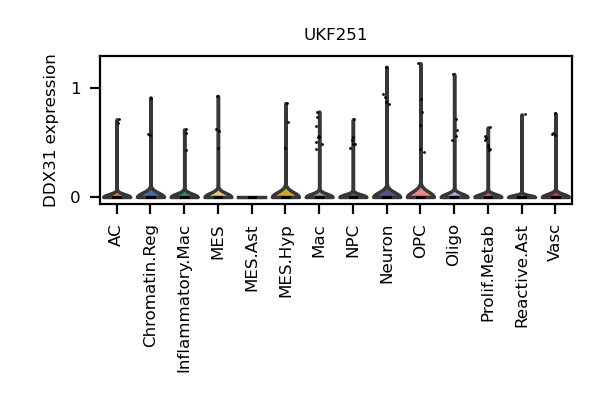 UKF251
DDX31 expression
1
0
AC
Chromatin.Reg
Inflammatory.Mac
MES
MES.Ast
MES.Hyp
Mac
NPC
Neuron
OPC
Oligo
Prolif.Metab
Reactive.Ast
Vasc